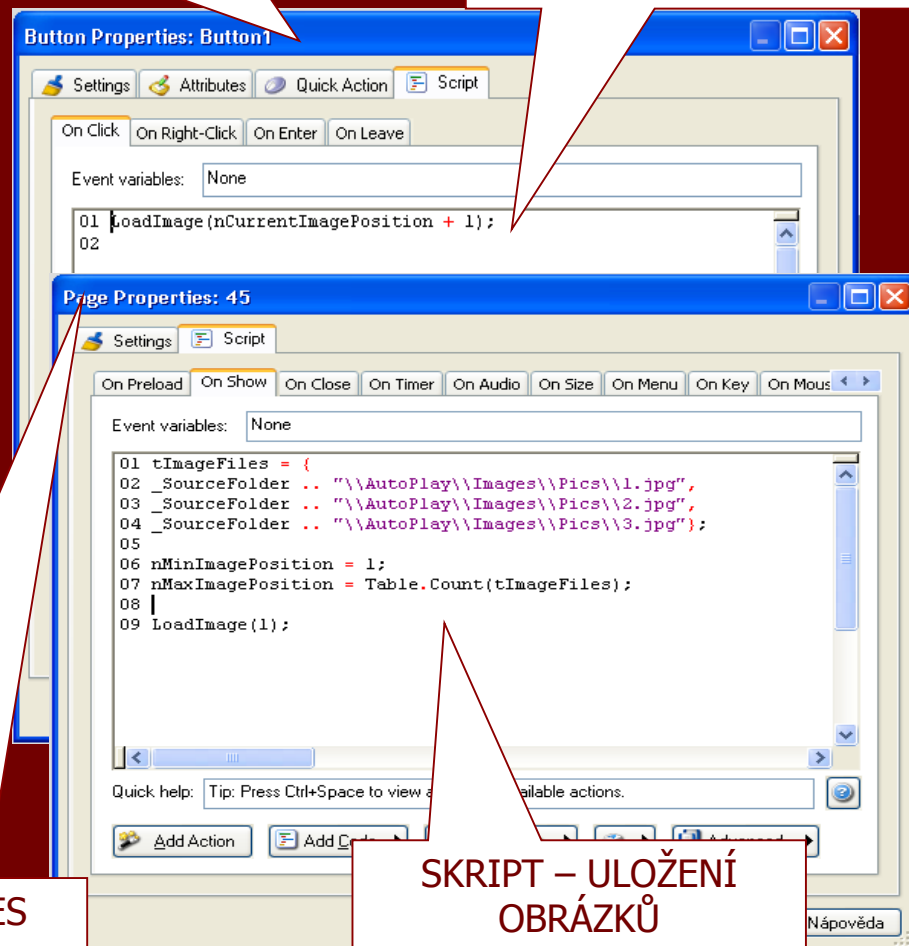 Button Properties: Button1
Settings Attributes Quick Action Script
On Click On Right-Click On Enter On Leave
Event variables: None
01 LoadImage(nCurrentImagePosition + 1);
02
Page Properties: 45
Settings Script
On Preload On Show On Close On Timer On Audio On Size On Menu On Key On
Event variables: None
01 tImageFiles = {
02 _SourceFolder .. "\\AutoPlay\\Images\\Pics\\1.jpg",
03 _SourceFolder .. "\\AutoPlay\\Images\\Pics\\2.jpg",
04 _SourceFolder .. "\\AutoPlay\\Images\\Pics\\3.jpg"};
05
06 nMinImagePosition = 1;
07 nMaxImagePosition = Table.Count(tImageFiles);
08
09 LoadImage(1);
Quick help: Tip: Press Ctrl+Space to view actions.
Add Action Add
SKRIPT – ULOŽENÍ
OBRÁZKŮ
ES
Nápověda